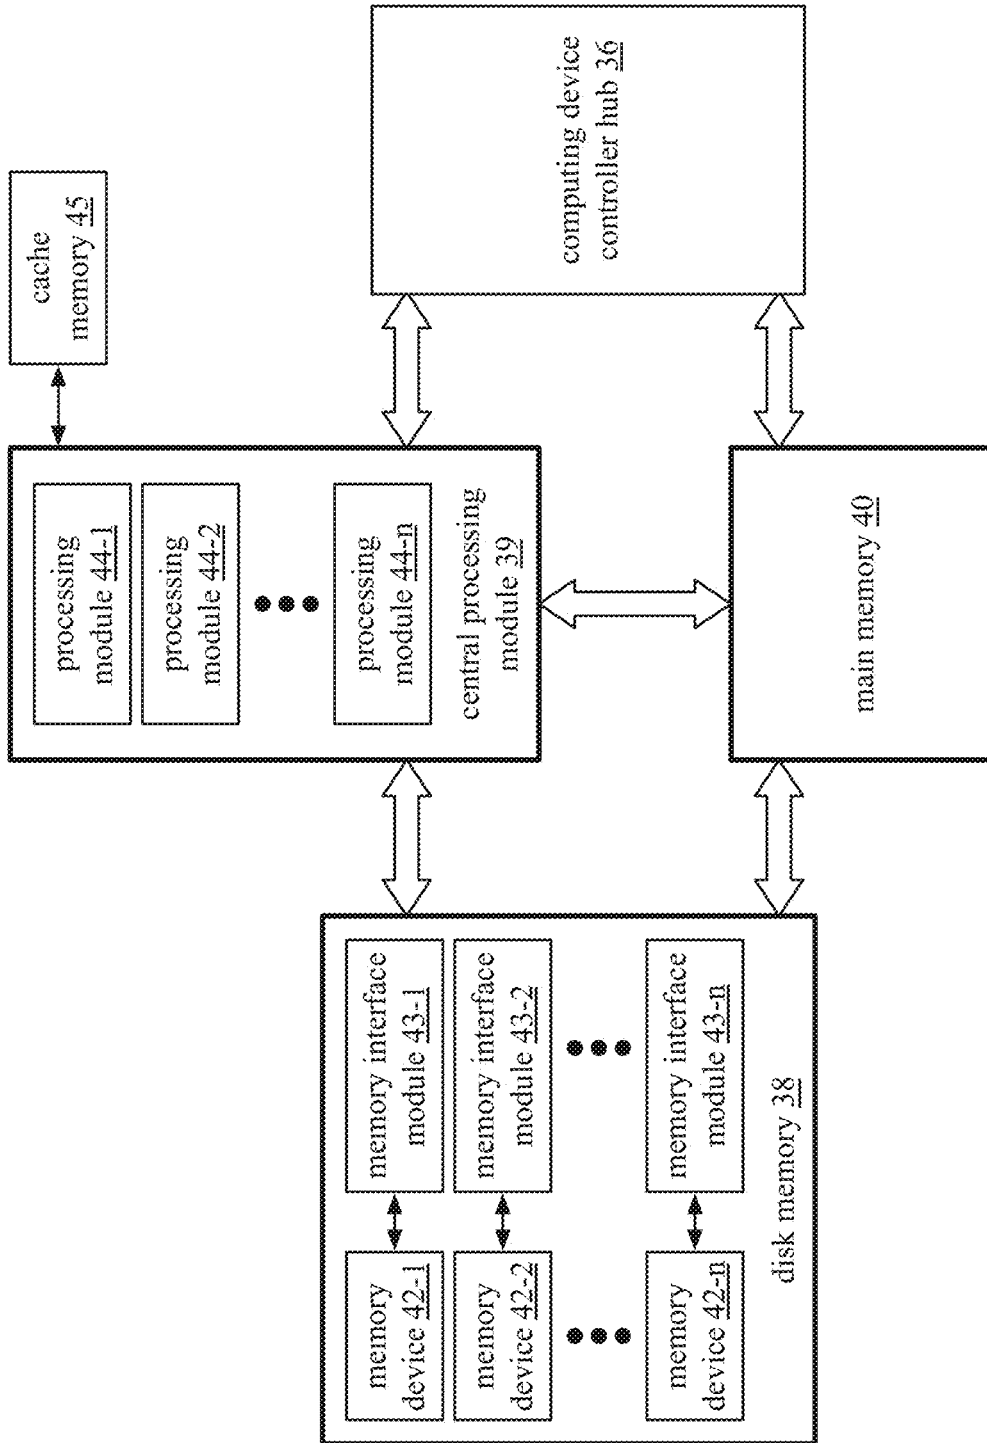 cache
memory 45
processing
module 44-1
processing
module 44-2
processing
module 44-n
central processing
module 39
computing device
controller hub 36
memory
device 42-1
memory interface
module 43-1
memory
device 42-2
memory interface
module 43-2
memory
device 42-n
memory interface
module 43-n
disk memory 38
main memory 40